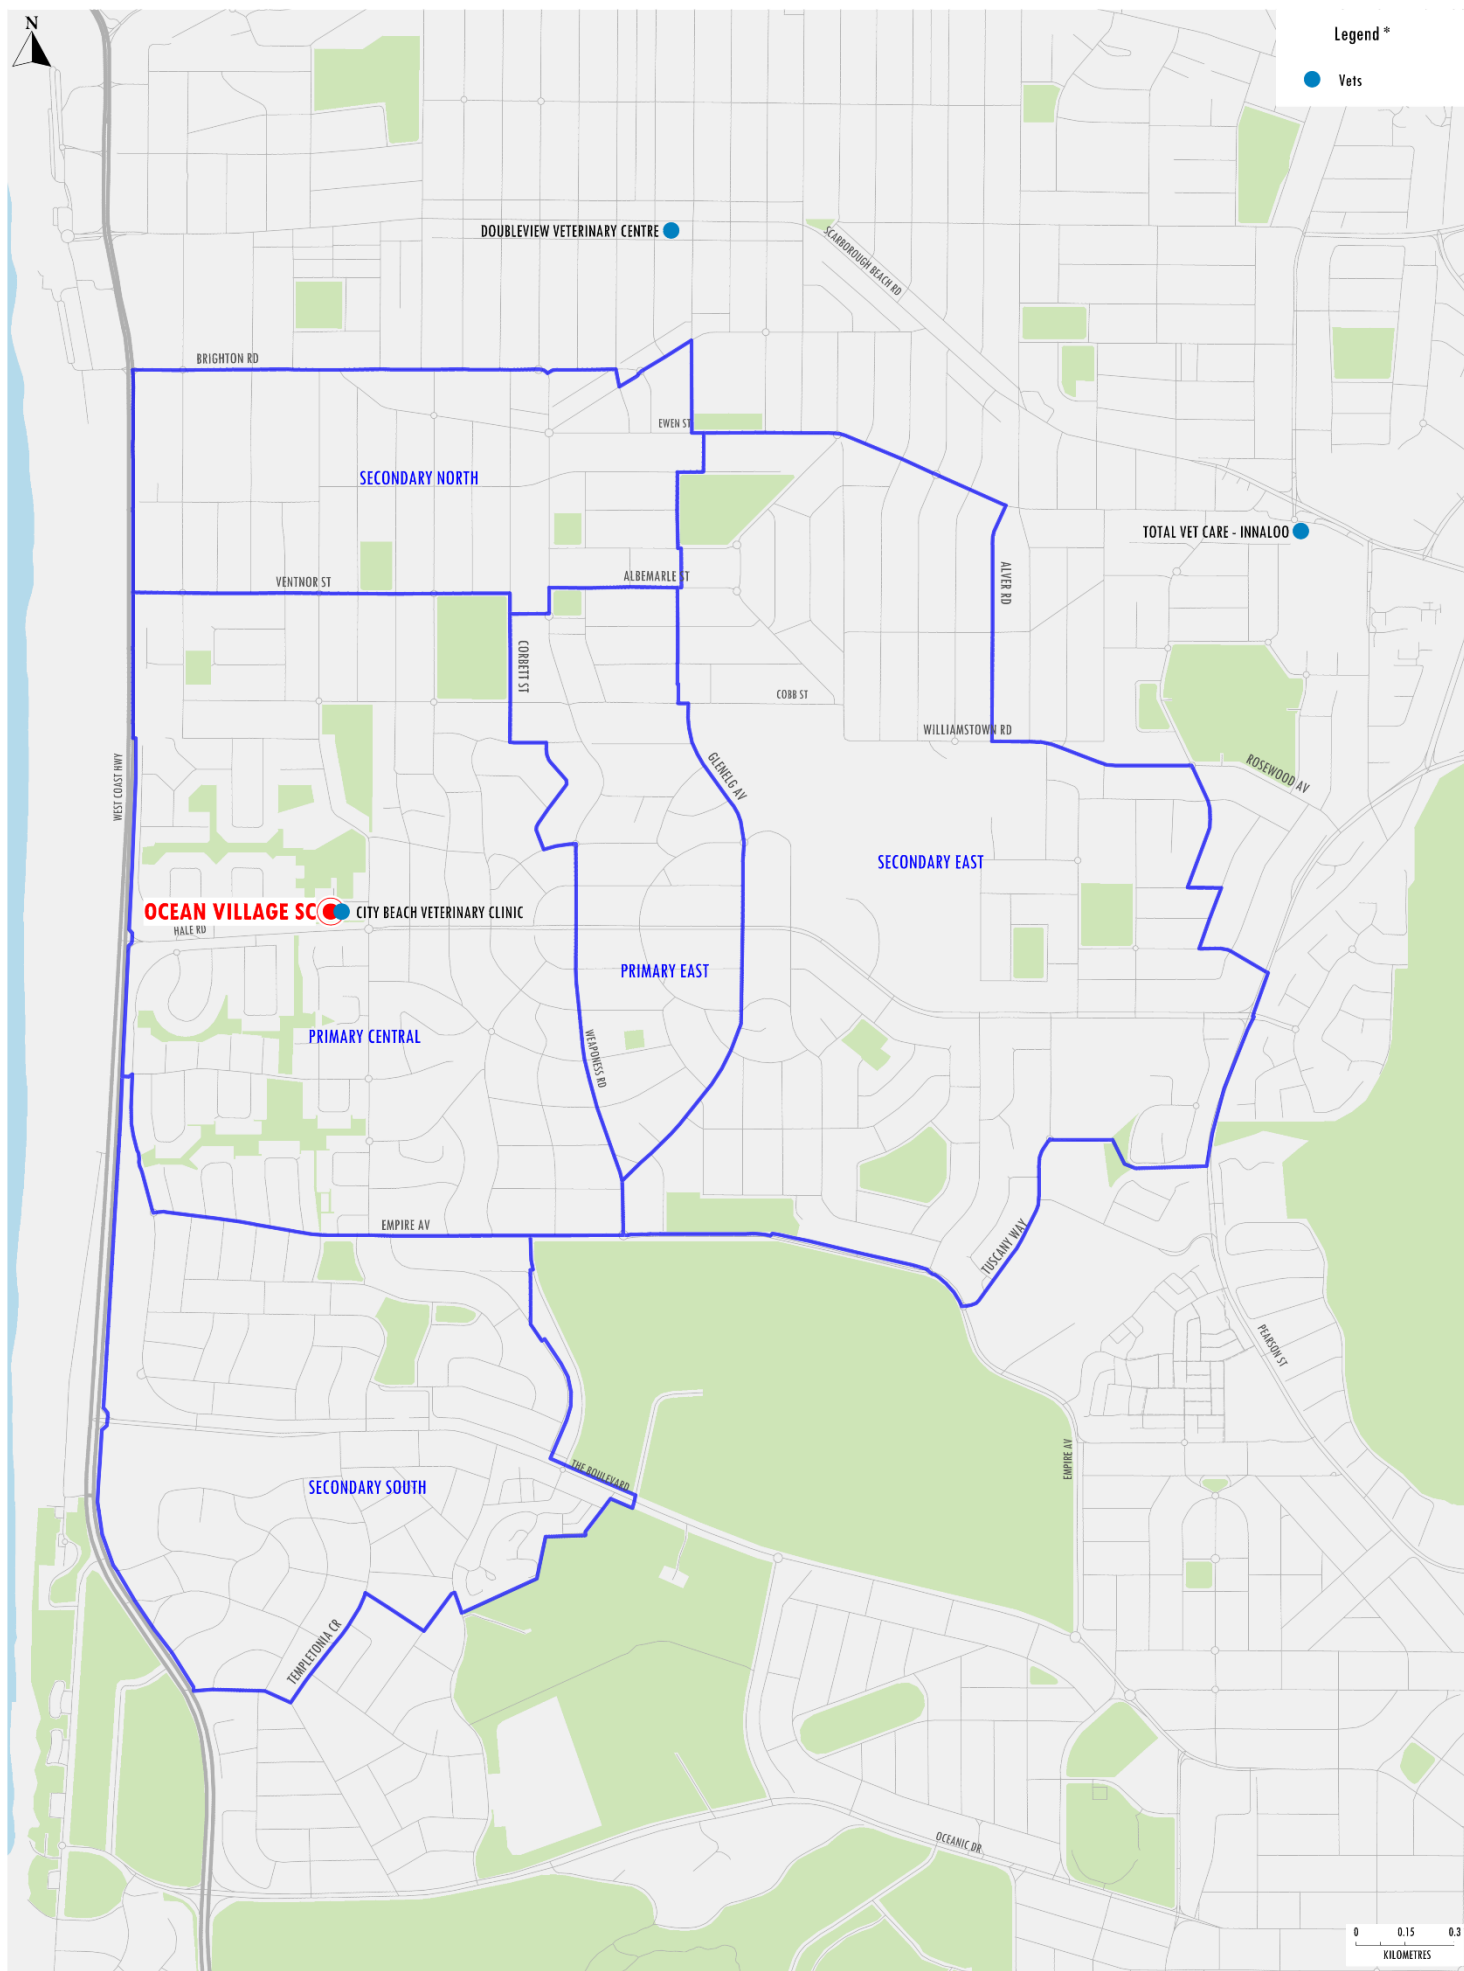 N
Legend *
Vets
DOUBLEVIEW VETERINARY CENTRE
SCARBOROUGH BEACH RD
BRIGHTON RD
EWEN ST
SECONDARY NORTH
TOTAL VET CARE - INNALOO
ALVER RD
VENTNOR ST
ALBEMARLE ST
CORBETT ST
COBB ST
WILLIAMSTOWN RD
WEST COAST HWY
GLENELG AV
ROSEWOOD AV
SECONDARY EAST
OCEAN VILLAGE SC
CITY BEACH VETERINARY CLINIC
HALE RD
PRIMARY EAST
PRIMARY CENTRAL
WEAPONESS RD
EMPIRE AV
TUSCANY WAY
PEARSON ST
EMPIRE AV
THE BOULEVARD
SECONDARY SOUTH
TEMPLETONIA CR
OCEANIC DR
0 0.15 0.3
KILOMETRES